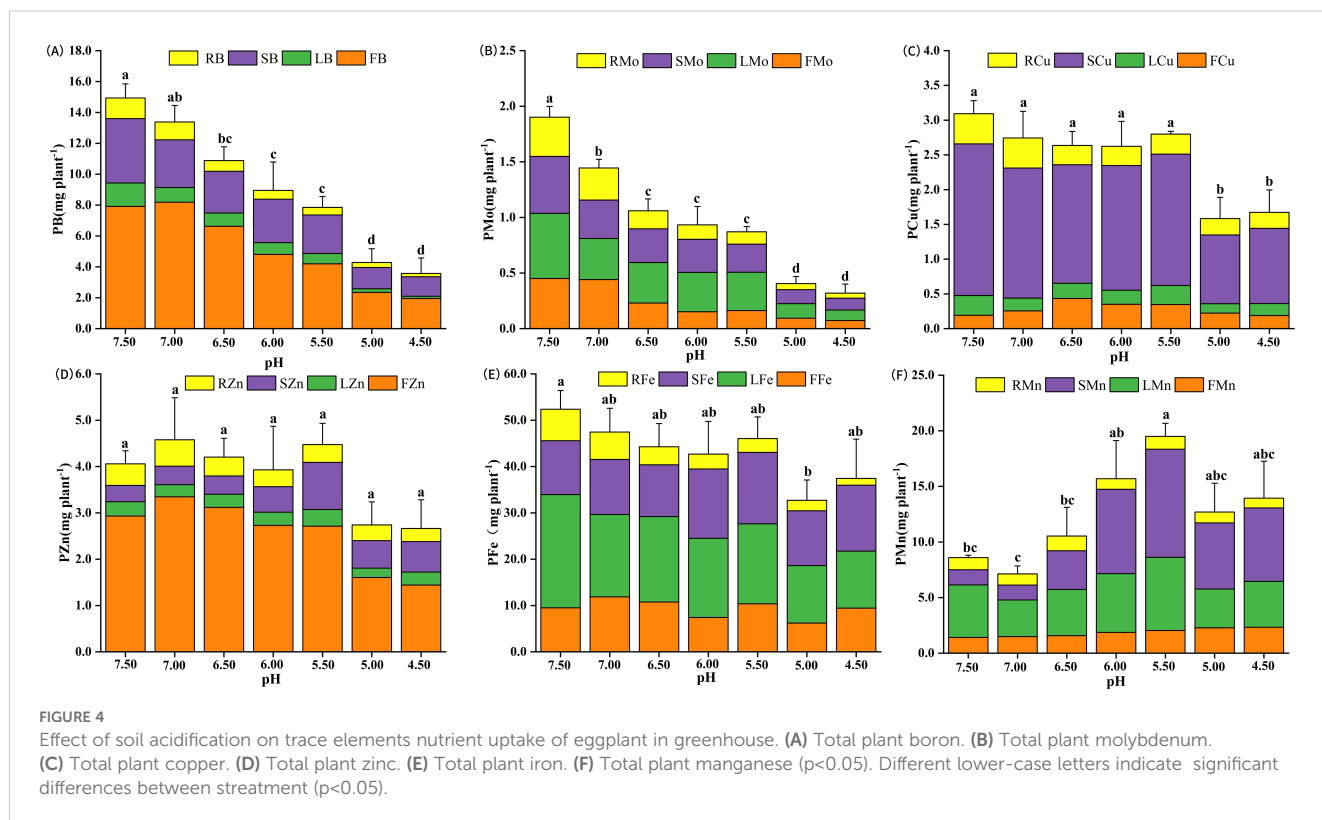 (A)
RB SB LB FB
18.0
16.0
14.0
12.0
10.0
8.0
6.0
4.0
2.0
0.0
PB(mg plant-1)
a ab bc c c d d
7.50 7.00 6.50 6.00 5.50 5.00 4.50
pH
(B)
RMo SMo LMo FMo
2.5
2.0
1.5
1.0
0.5
0.0
PMo(mg plant-1)
a b c c c d d
7.50 7.00 6.50 6.00 5.50 5.00 4.50
pH
(C)
RCu SCu LCu FCu
4.0
3.5
3.0
2.5
2.0
1.5
1.0
0.5
0.0
PCu(mg plant-1)
a a a a a b b
7.50 7.00 6.50 6.00 5.50 5.00 4.50
pH
(D)
RZn SZn LZn FZn
6.0
5.0
4.0
3.0
2.0
1.0
0.0
PZn(mg plant-1)
a a a a a a a
7.50 7.00 6.50 6.00 5.50 5.00 4.50
pH
(E)
RFe SFe LFe FFe
60.0
50.0
40.0
30.0
20.0
10.0
0.0
PFe（mg plant-1)
a ab ab ab ab b ab
7.50 7.00 6.50 6.00 5.50 5.00 4.50
pH
(F)
RMn SMn LMn FMn
25.0
20.0
15.0
10.0
5.0
0.0
PMn(mg plant-1)
bc c bc ab a abc abc
7.50 7.00 6.50 6.00 5.50 5.00 4.50
pH
FIGURE 4
Effect of soil acidification on trace elements nutrient uptake of eggplant in greenhouse. (A) Total plant boron. (B) Total plant molybdenum.
(C) Total plant copper. (D) Total plant zinc. (E) Total plant iron. (F) Total plant manganese (p<0.05). Different lower-case letters indicate significant
differences between streatment (p<0.05).